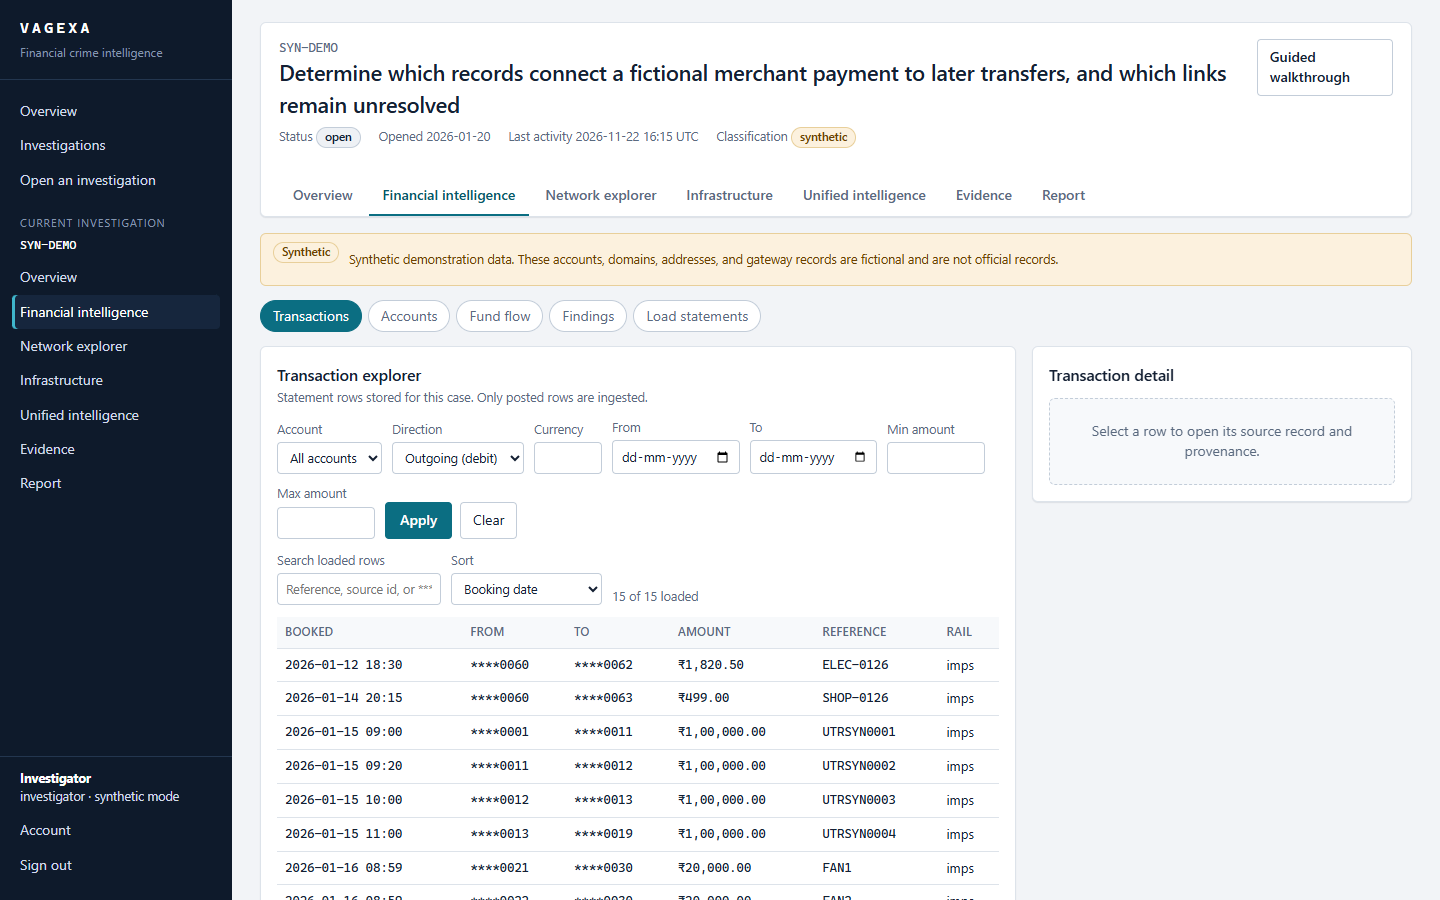 VAGEXA
Financial crime intelligence
Overview
Investigations
Open an investigation
CURRENT INVESTIGATION
SYN-DEMO
Overview
Financial intelligence
Network explorer
Infrastructure
Unified intelligence
Evidence
Report
Investigator
investigator · synthetic mode
Account
Sign out
SYN-DEMO
Determine which records connect a fictional merchant payment to later transfers, and which links
remain unresolved
Guided
walkthrough
Status open Opened 2026-01-20 Last activity 2026-11-22 16:15 UTC Classification synthetic
Overview Financial intelligence Network explorer Infrastructure Unified intelligence Evidence Report
Synthetic Synthetic demonstration data. These accounts, domains, addresses, and gateway records are fictional and are not official records.
Transactions Accounts Fund flow Findings Load statements
Transaction explorer
Statement rows stored for this case. Only posted rows are ingested.
Account Direction Currency From To Min amount
All accounts Outgoing (debit) dd-mm-yyyy dd-mm-yyyy
Max amount
Apply Clear
Search loaded rows Sort
Reference, source id, or *** Booking date 15 of 15 loaded
BOOKED FROM TO AMOUNT REFERENCE RAIL
2026-01-12 18:30 ****0060 ****0062 ₹1,820.50 ELEC-0126 imps
2026-01-14 20:15 ****0060 ****0063 ₹499.00 SHOP-0126 imps
2026-01-15 09:00 ****0001 ****0011 ₹1,00,000.00 UTRSYN0001 imps
2026-01-15 09:20 ****0011 ****0012 ₹1,00,000.00 UTRSYN0002 imps
2026-01-15 10:00 ****0012 ****0013 ₹1,00,000.00 UTRSYN0003 imps
2026-01-15 11:00 ****0013 ****0019 ₹1,00,000.00 UTRSYN0004 imps
2026-01-16 08:59 ****0021 ****0030 ₹20,000.00 FAN1 imps
Transaction detail
Select a row to open its source record and
provenance.